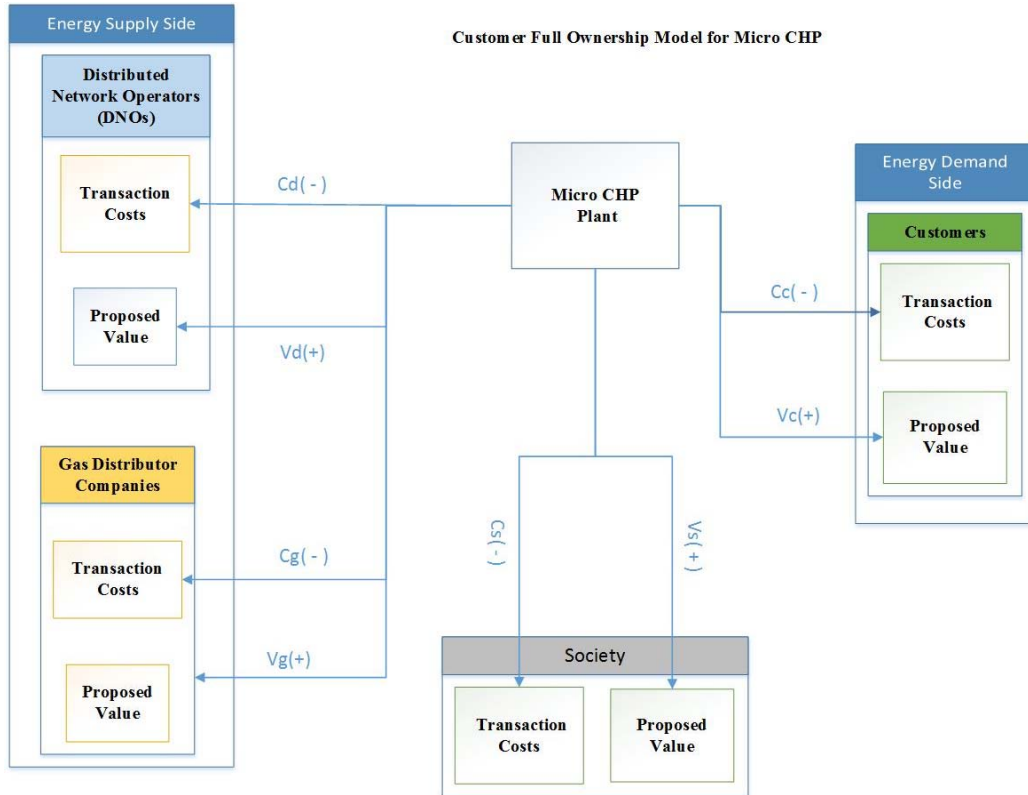 Energy Supply Side
Customer Full Ownership Model for Micro CHP
Distributed
Network Operators
(DNOs)
Transaction
Costs
Cd( - )
Proposed
Value
Vd(+)
Gas Distributor
Companies
Transaction
Costs
Cg( - )
Proposed
Value
Vg(+)
Micro CHP
Plant
Cs( - )
Vs( + )
Society
Transaction
Costs
Proposed
Value
Energy Demand
Side
Customers
Cc( - )
Transaction
Costs
Vc(+)
Proposed
Value